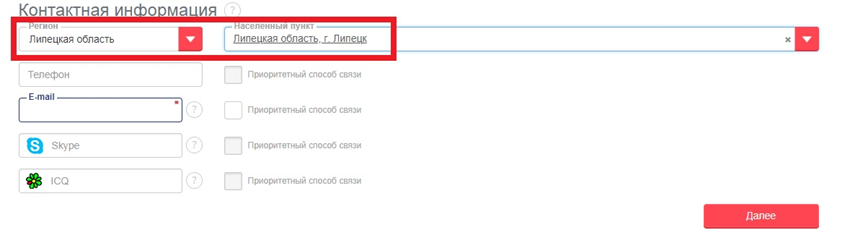 Контактная информация ?
Регион Населенный пункт
Липецкая область Липецкая область, г. Липецк ×
Телефон Приоритетный способ связи
E-mail
* ? Приоритетный способ связи
Skype ? Приоритетный способ связи
ICQ ? Приоритетный способ связи
Далее